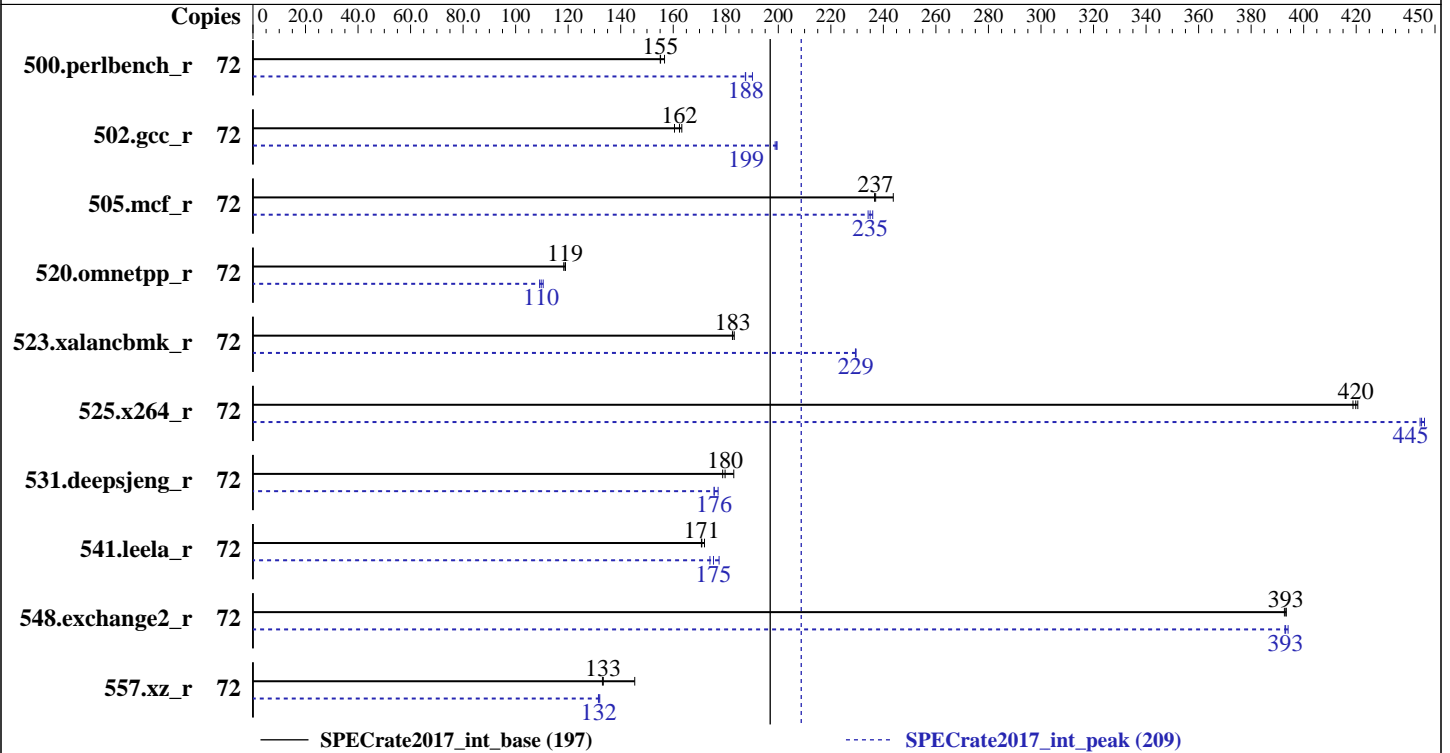 Copies 0 20.0 40.0 60.0 80.0 100 120 140 160 180 200 220 240 260 280 300 320 340 360 380 400 420 450
155
500.perlbench_r 72
188
162
502.gcc_r 72
199
237
505.mcf_r 72
235
119
520.omnetpp_r 72
110
183
523.xalancbmk_r 72
229
420
525.x264_r 72
445
180
531.deepsjeng_r 72
176
171
541.leela_r 72
175
393
548.exchange2_r 72
393
133
557.xz_r 72
132
SPECrate2017_int_base (197) SPECrate2017_int_peak (209)